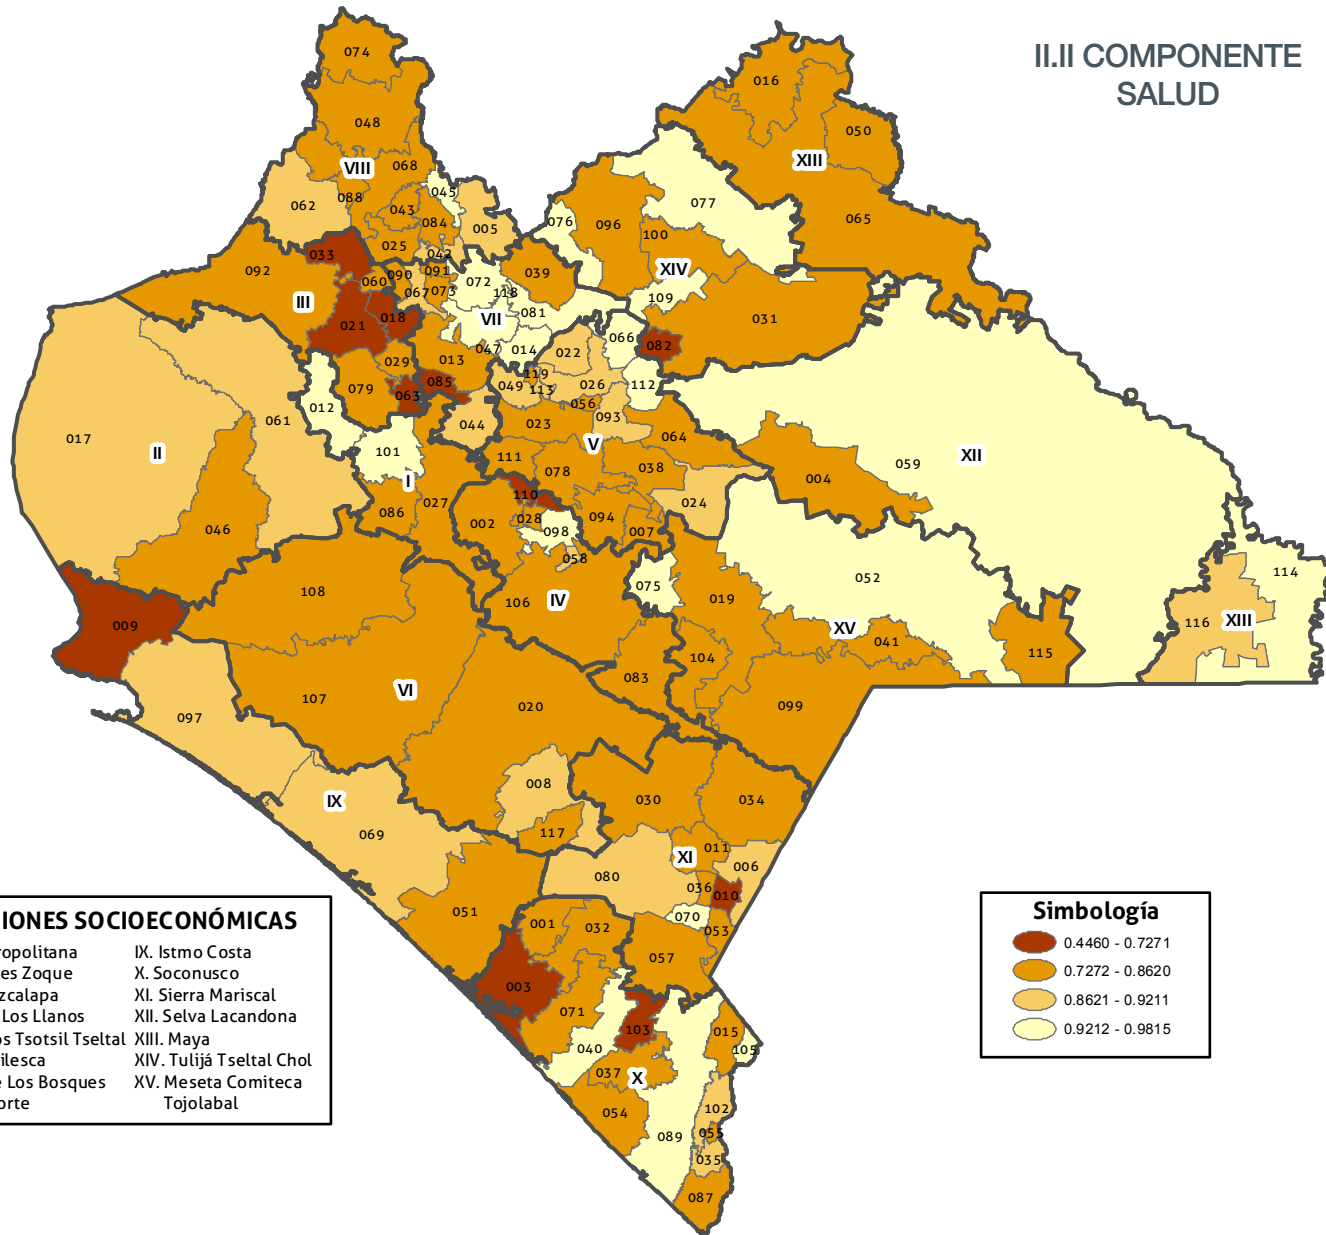 II.II COMPONENTE
SALUD
074
016
048
050
VIII
068
XIII
045
088
062
077
043
005
065
084
076
096
100
025
042
033
092
090
091
039
XIV
060
072
067
073
118
109
III
081
VII
031
018
021
066
082
047
014
022
013
029
119
085
049
026
112
079
113
063
056
012
093
061
044
023
064
017
V
101
II
XII
111
059
078
038
I
004
110
024
027
086
002
028
094
046
098
007
058
114
052
075
108
106
IV
019
009
116
XIII
XV
041
115
104
083
VI
107
099
020
097
008
030
034
IX
069
117
011
XI
006
080
036
010
070
051
001
032
053
057
003
071
103
015
040
105
037
X
054
102
089
055
035
087
IONES SOCIOECONÓMICAS
ropolitana
es Zoque
zcalapa
Los Llanos
os Tsotsil Tseltal
ilesca
e Los Bosques
orte
IX. Istmo Costa
X. Soconusco
XI. Sierra Mariscal
XII. Selva Lacandona
XIII. Maya
XIV. Tulijá Tseltal Chol
XV. Meseta Comiteca
Tojolabal
Simbología
0.4460 - 0.7271
0.7272 - 0.8620
0.8621 - 0.9211
0.9212 - 0.9815